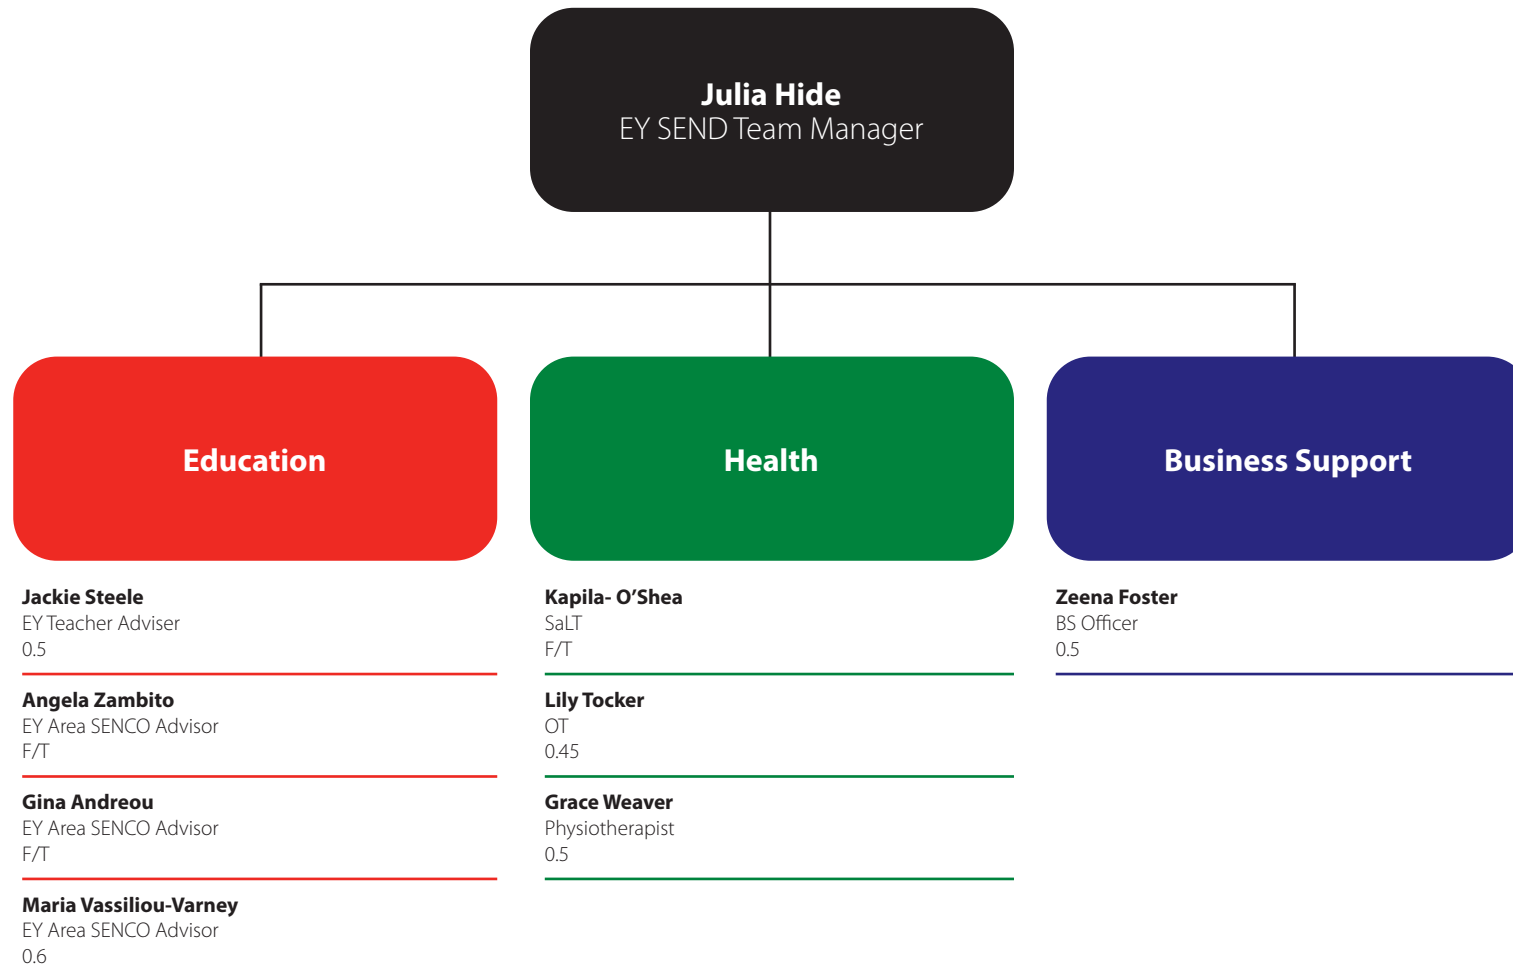 Julia Hide
EY SEND Team Manager
Education
Health
Business Support
Jackie Steele
EY Teacher Adviser
0.5
Angela Zambito
EY Area SENCO Advisor
F/T
Gina Andreou
EY Area SENCO Advisor
F/T
Maria Vassiliou-Varney
EY Area SENCO Advisor
0.6
Kapila- O’Shea
SaLT
F/T
Lily Tocker
OT
0.45
Grace Weaver
Physiotherapist
0.5
Zeena Foster
BS Officer
0.5